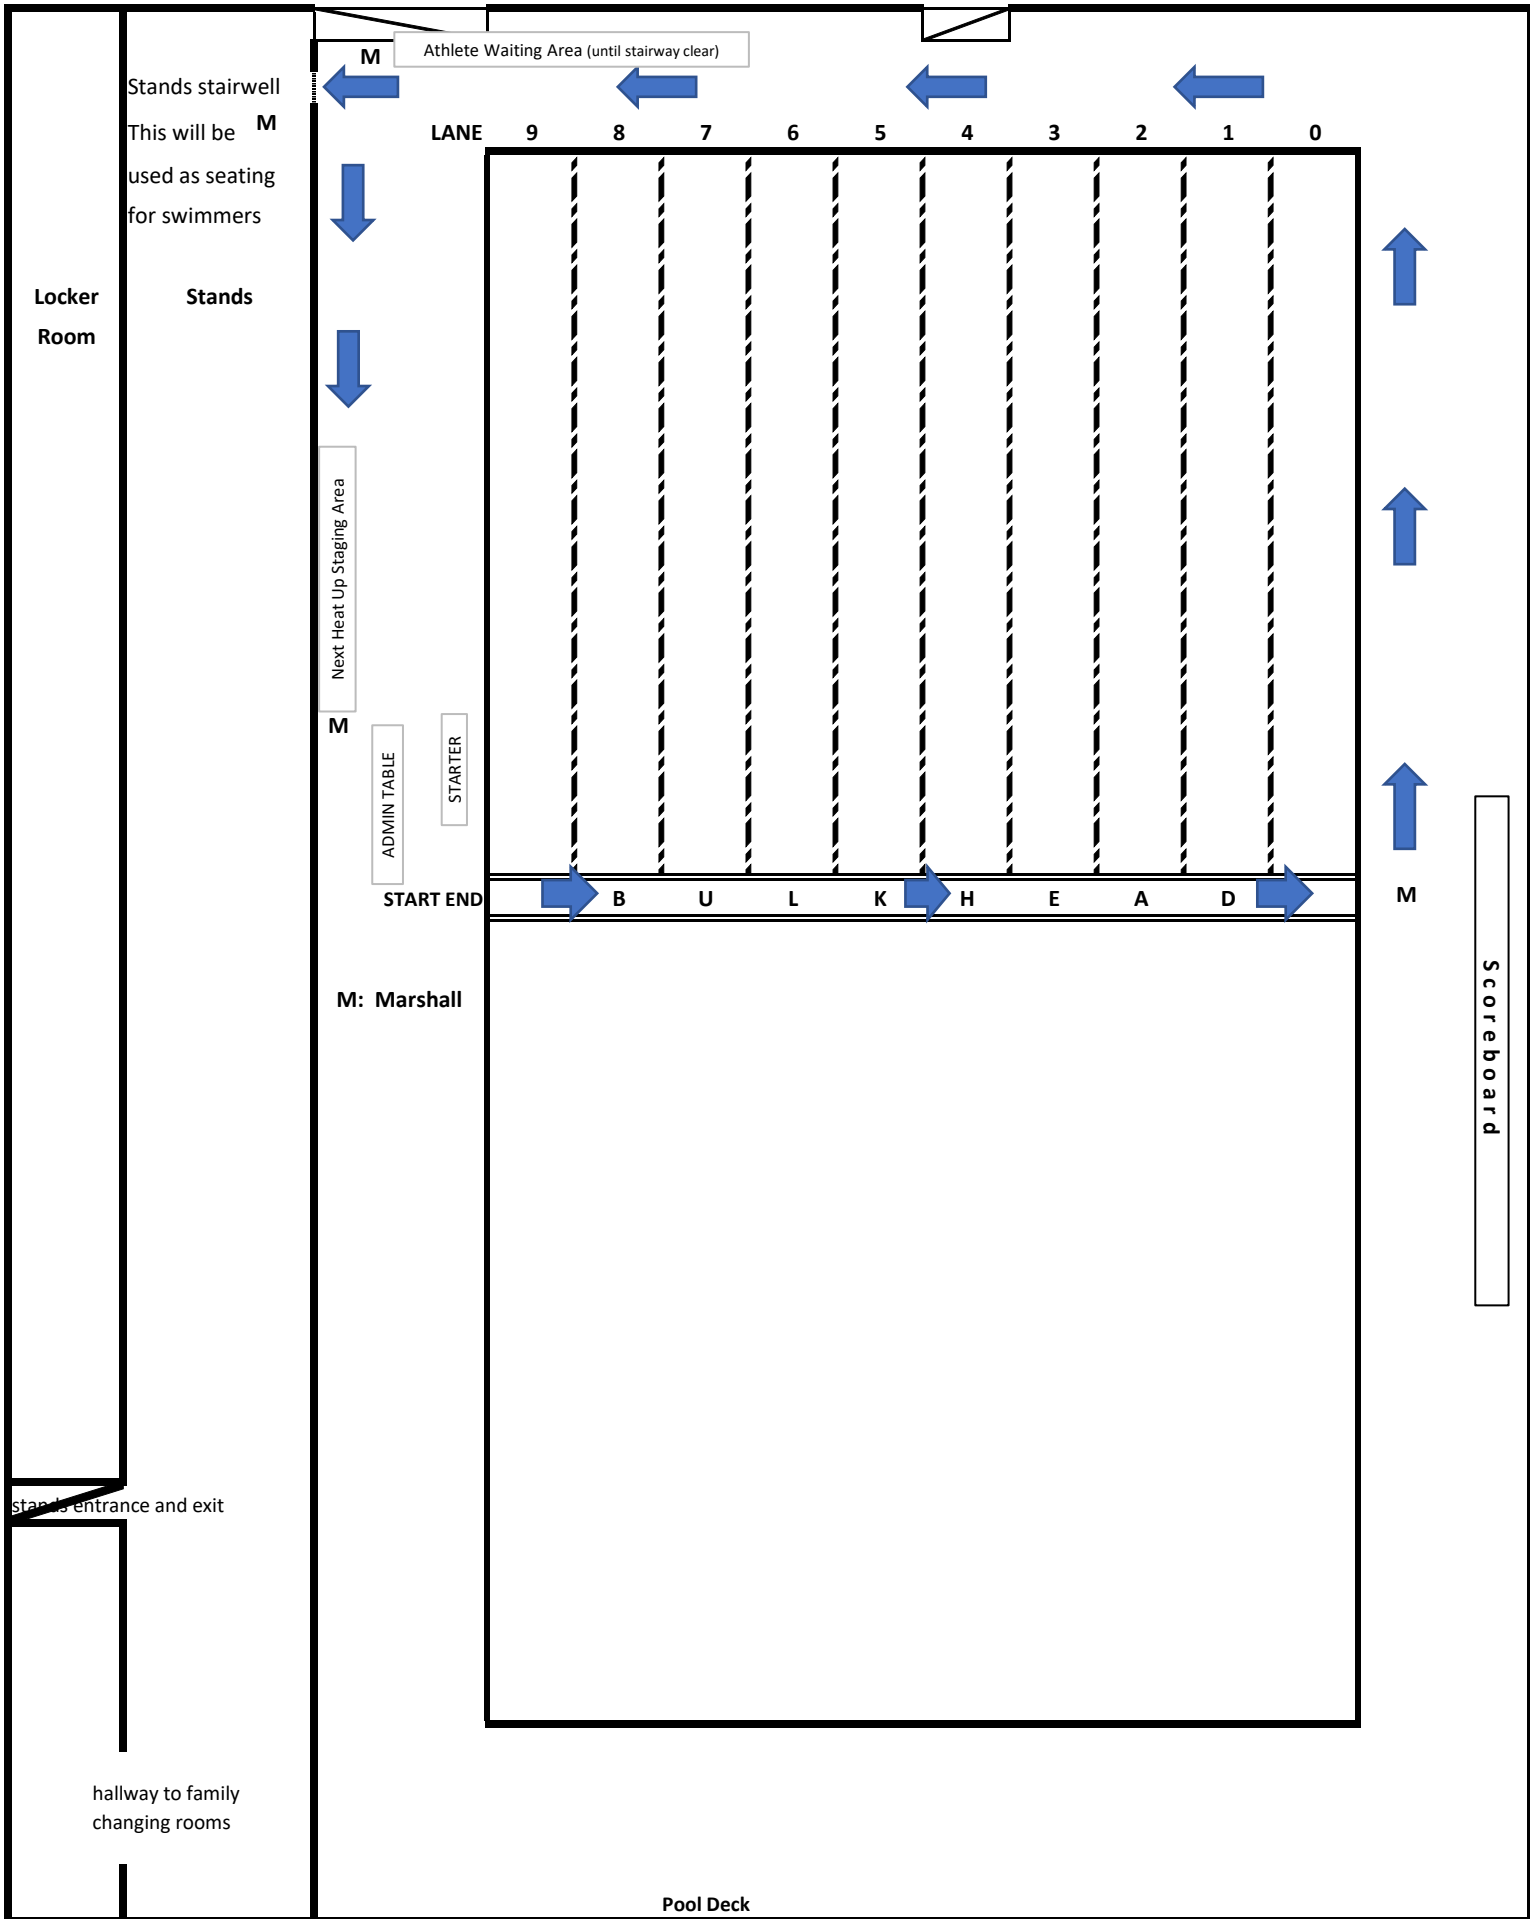 M
Athlete Waiting Area (until stairway clear)
Stands stairwell
This will be
M
used as seating
for swimmers
LANE 9 8 7 6 5 4 3 2 1 0
Locker
Room
Stands
Next Heat Up Staging Area
M
ADMIN TABLE
STARTER
START END
B U L K H E A D
M
Scoreboard
M: Marshall
stands entrance and exit
hallway to family
changing rooms
Pool Deck